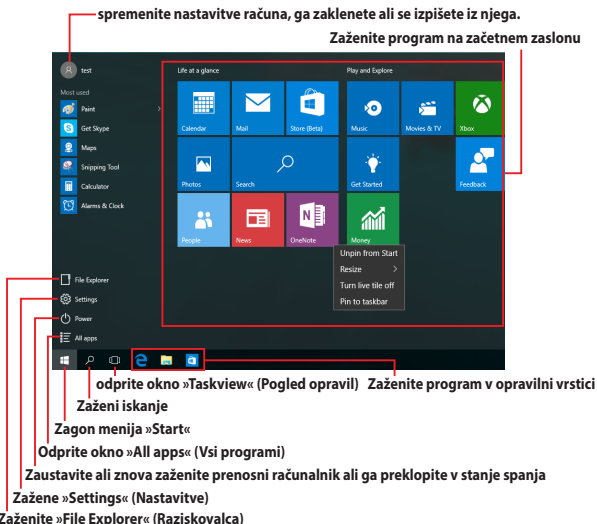 spremenite nastavitve računa, ga zaklenete ali se izpišete iz njega.
Zaženite program na začetnem zaslonu
test
Life at a glance
Play and Explore
Most used
Paint
Get Skype
Maps
Snipping Tool
Calculator
Alarms & Clock
Calendar
Mail
Store (Beta)
Music
Movies & TV
Xbox
Photos
Search
Get Started
Feedback
People
News
OneNote
Money
Unpin from Start
Resize
Turn live tile off
Pin to taskbar
File Explorer
Settings
Power
All apps
odprite okno »Taskview« (Pogled opravil)
Zaženite program v opravilni vrstici
Zaženi iskanje
Zagon menija »Start«
Odprite okno »All apps« (Vsi programi)
Zaustavite ali znova zaženite prenosni računalnik ali ga preklopite v stanje spanja
Zažene »Settings« (Nastavitve)
Zaženite »File Explorer« (Raziskovalca)